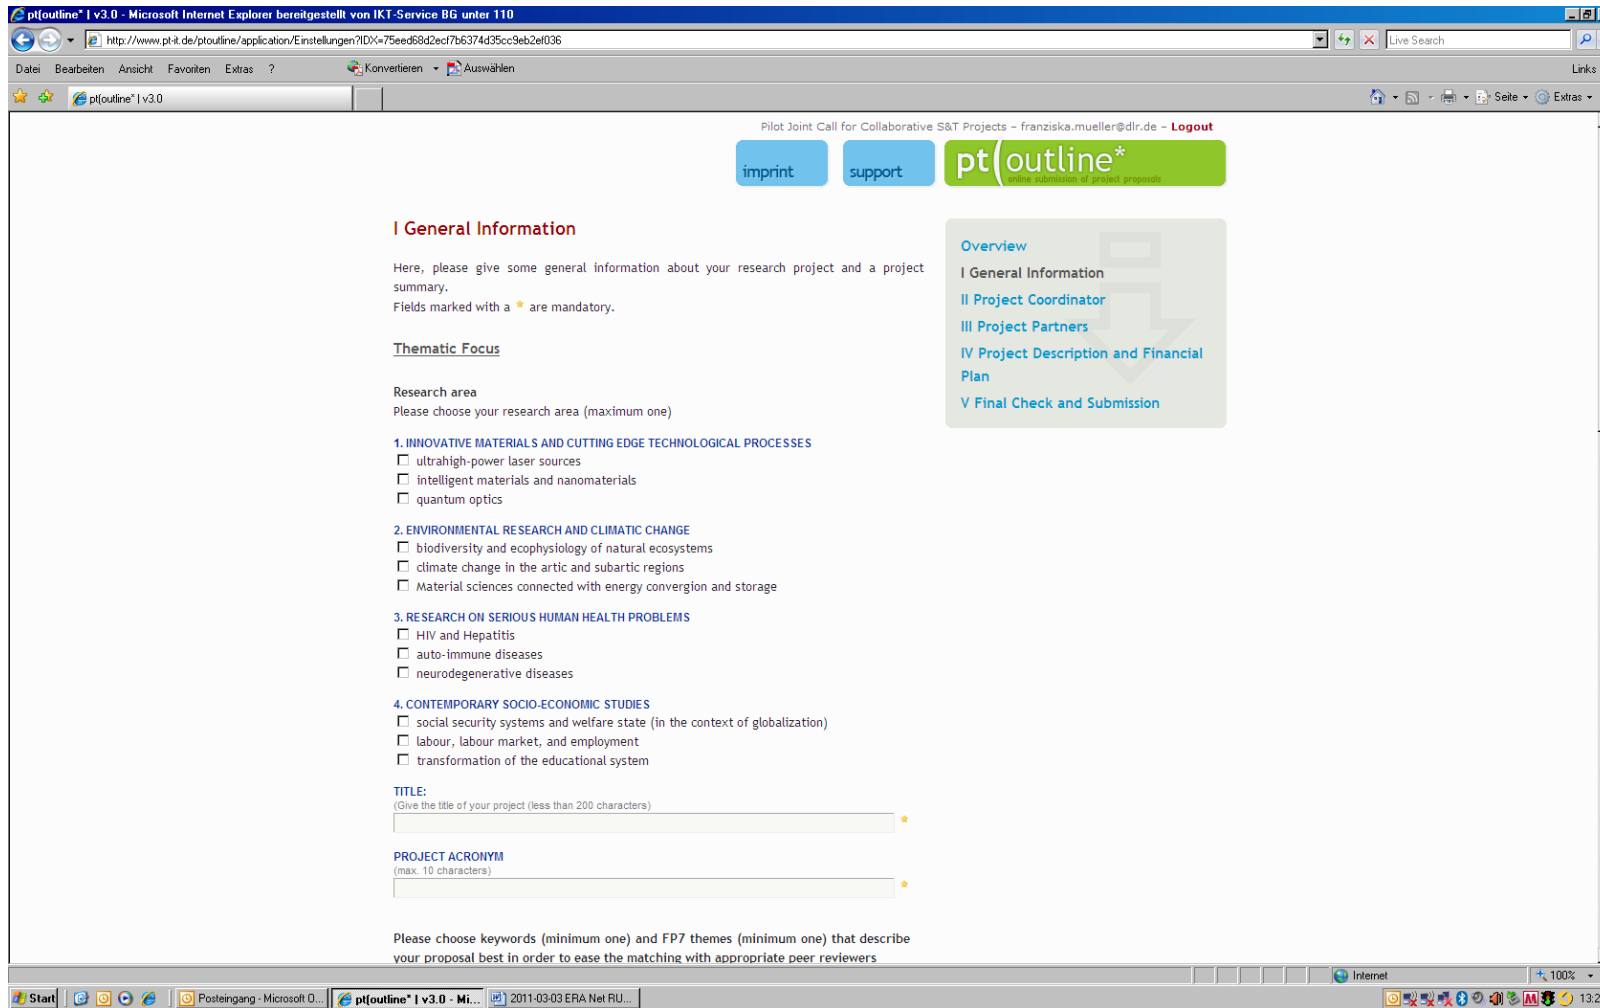 pt(outline* | v3.0 - Microsoft Internet Explorer bereitgestellt von IKT-Service BG unter 110
http://www.pt-it.de/ptoutline/application/Einstellungen?IDX=75eed68d2ecf7b6374d35cc9eb2ef036
Live Search
Datei Bearbeiten Ansicht Favoriten Extras ? Konvertieren Auswählen Links
pt(outline* | v3.0 Seite Extras
Pilot Joint Call for Collaborative S&T Projects – franziska.mueller@dlr.de – Logout
imprint support pt(outline*
online submission of project proposals
I General Information
Here, please give some general information about your research project and a project
summary.
Fields marked with a * are mandatory.
Thematic Focus
Research area
Please choose your research area (maximum one)
1. INNOVATIVE MATERIALS AND CUTTING EDGE TECHNOLOGICAL PROCESSES
ultrahigh-power laser sources
intelligent materials and nanomaterials
quantum optics
2. ENVIRONMENTAL RESEARCH AND CLIMATIC CHANGE
biodiversity and ecophysiology of natural ecosystems
climate change in the artic and subartic regions
Material sciences connected with energy convergion and storage
3. RESEARCH ON SERIOUS HUMAN HEALTH PROBLEMS
HIV and Hepatitis
auto-immune diseases
neurodegenerative diseases
4. CONTEMPORARY SOCIO-ECONOMIC STUDIES
social security systems and welfare state (in the context of globalization)
labour, labour market, and employment
transformation of the educational system
TITLE:
(Give the title of your project (less than 200 characters)
PROJECT ACRONYM
(max. 10 characters)
Please choose keywords (minimum one) and FP7 themes (minimum one) that describe
your proposal best in order to ease the matching with appropriate peer reviewers
Overview
I General Information
II Project Coordinator
III Project Partners
IV Project Description and Financial
Plan
V Final Check and Submission
Internet 100%
Start Posteingang - Microsoft O... pt(outline* | v3.0 - Mi... 2011-03-03 ERA Net RU... 13:2